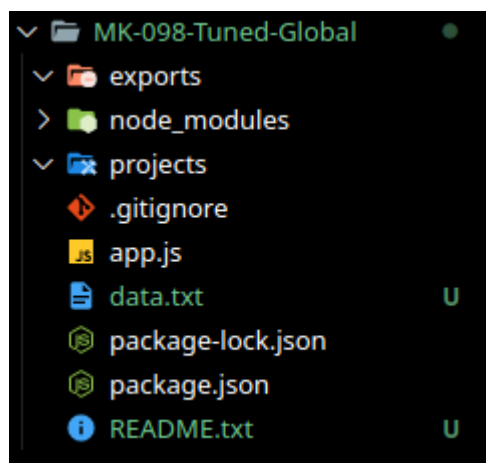 MK-098-Tuned-Global
exports
node_modules
projects
.gitignore
JS app.js
data.txt U
package-lock.json
package.json
README.txt U